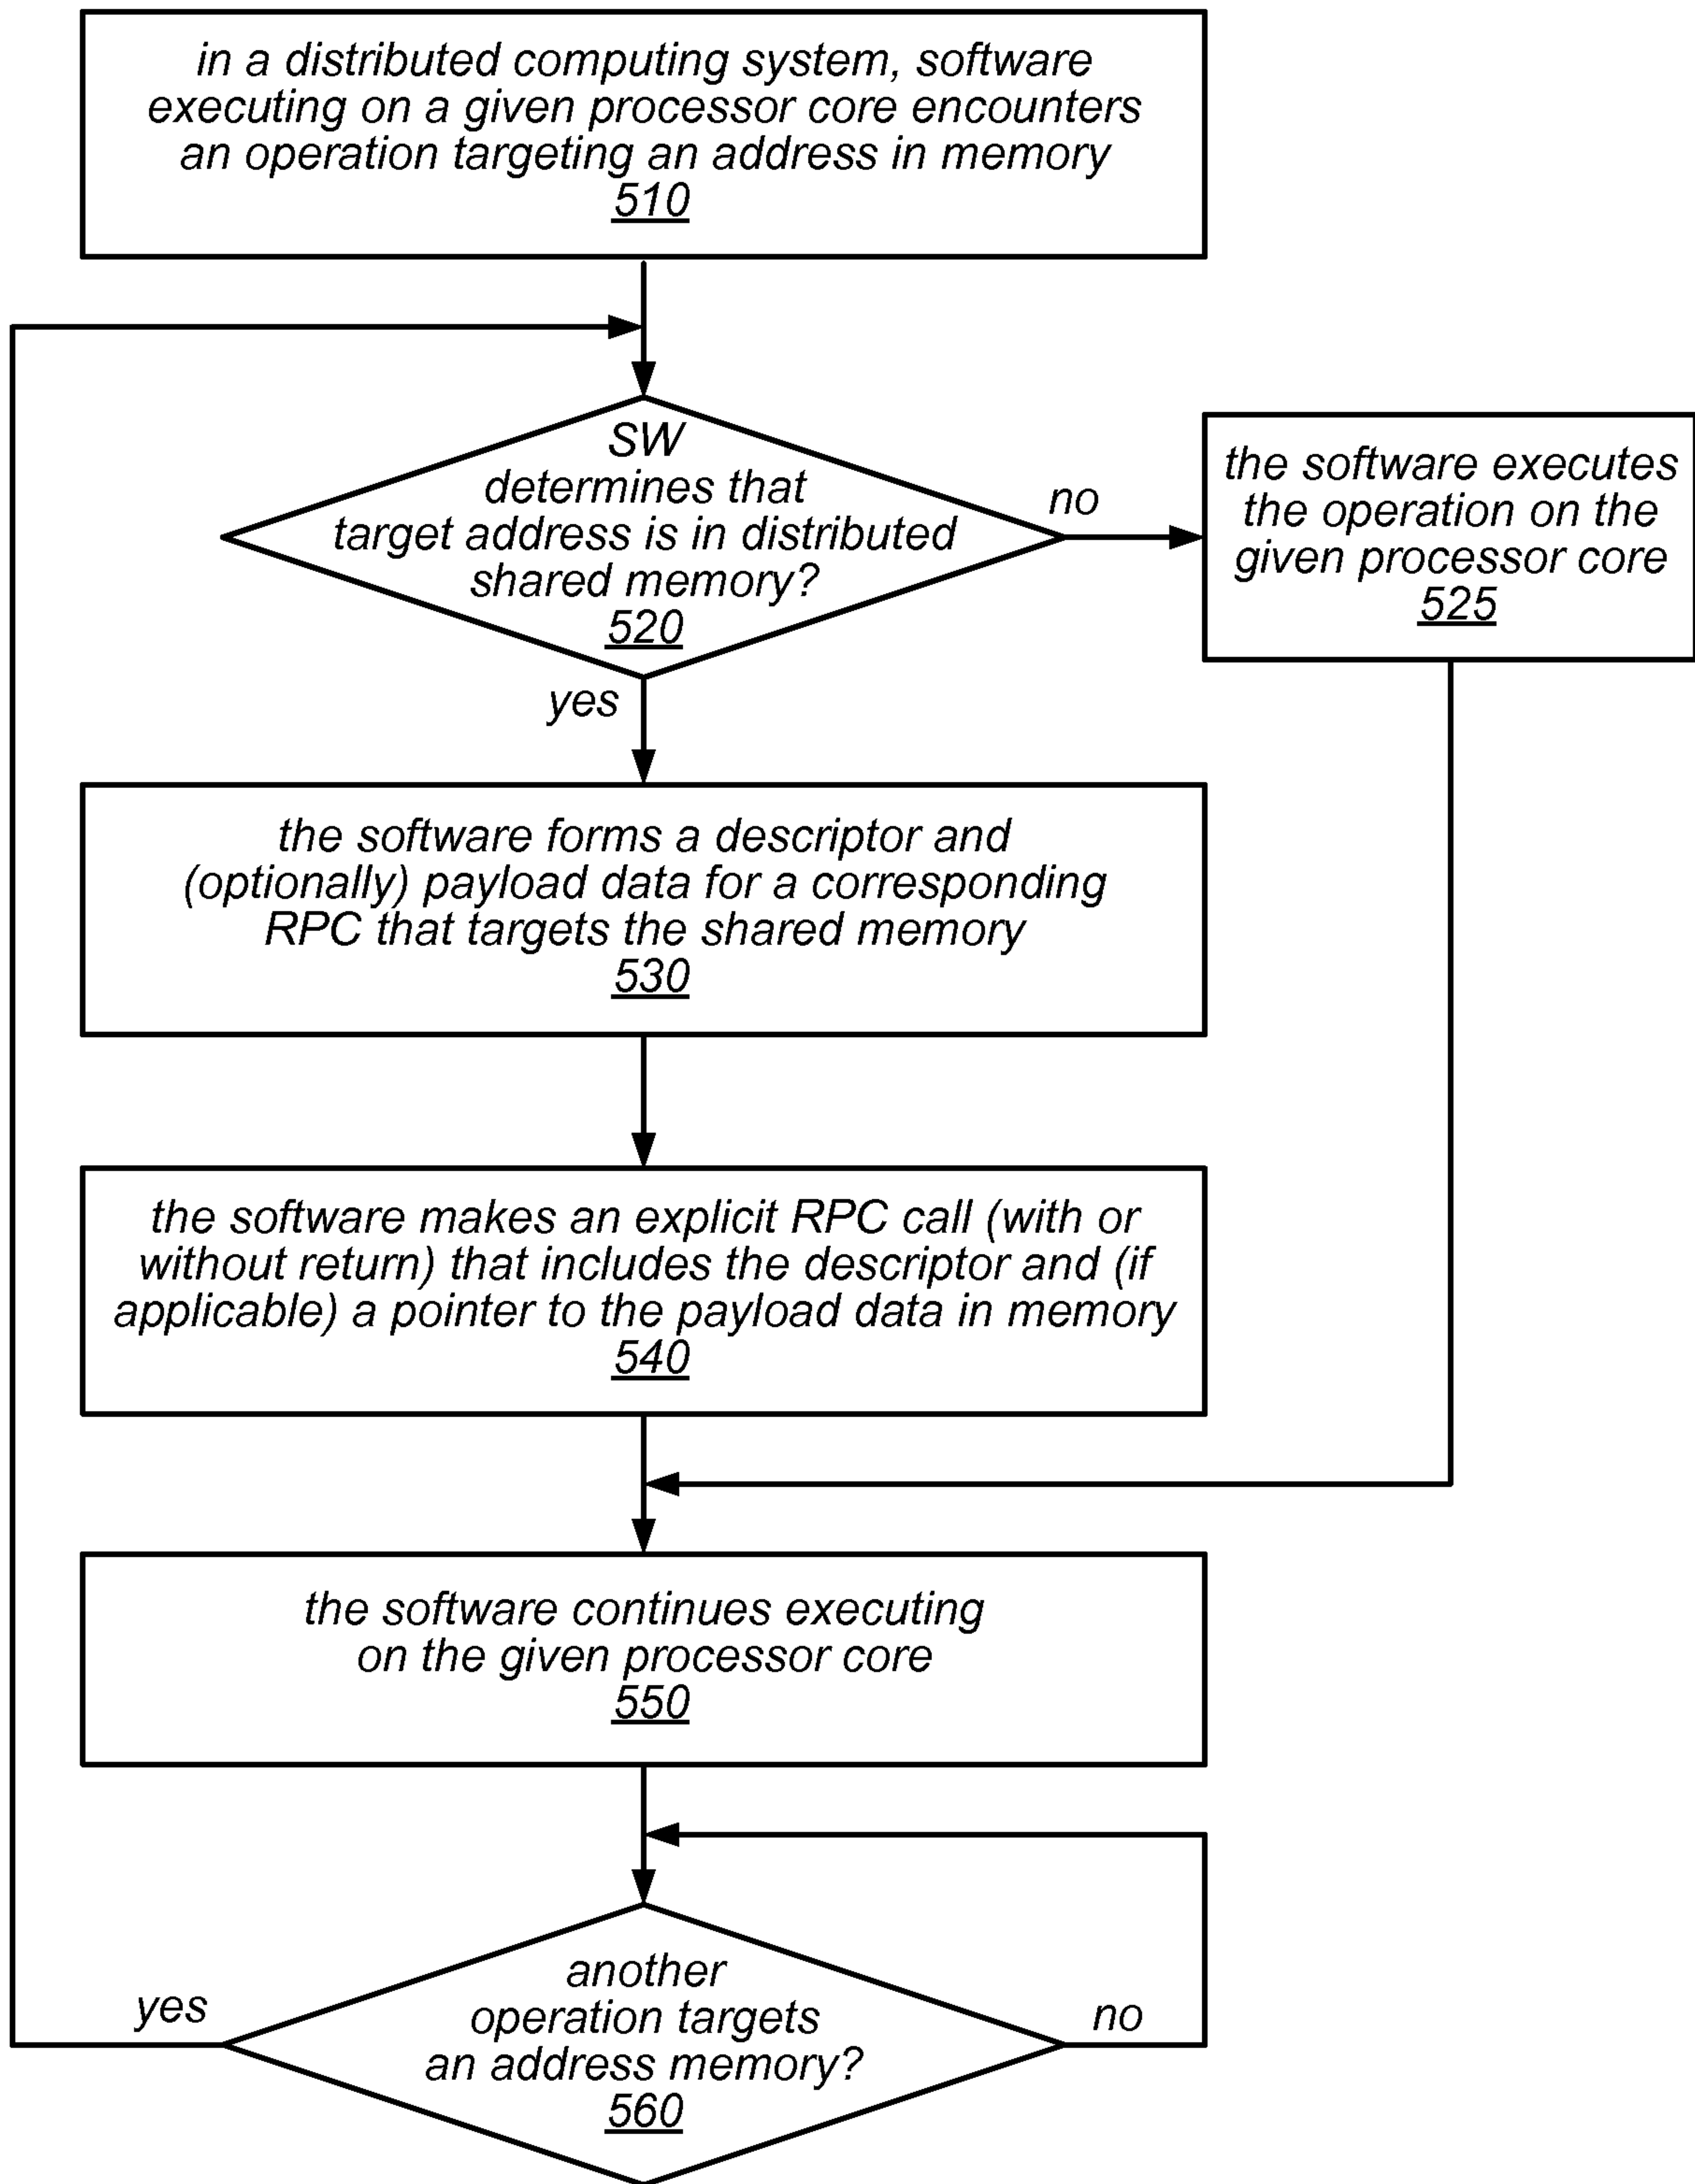 in a distributed computing system, software
executing on a given processor core encounters
an operation targeting an address in memory
510
SW
determines that
target address is in distributed
shared memory?
520
no
the software executes
the operation on the
given processor core
525
yes
the software forms a descriptor and
(optionally) payload data for a corresponding
RPC that targets the shared memory
530
the software makes an explicit RPC call (with or
without return) that includes the descriptor and (if
applicable) a pointer to the payload data in memory
540
the software continues executing
on the given processor core
550
another
operation targets
an address memory?
560
yes
no